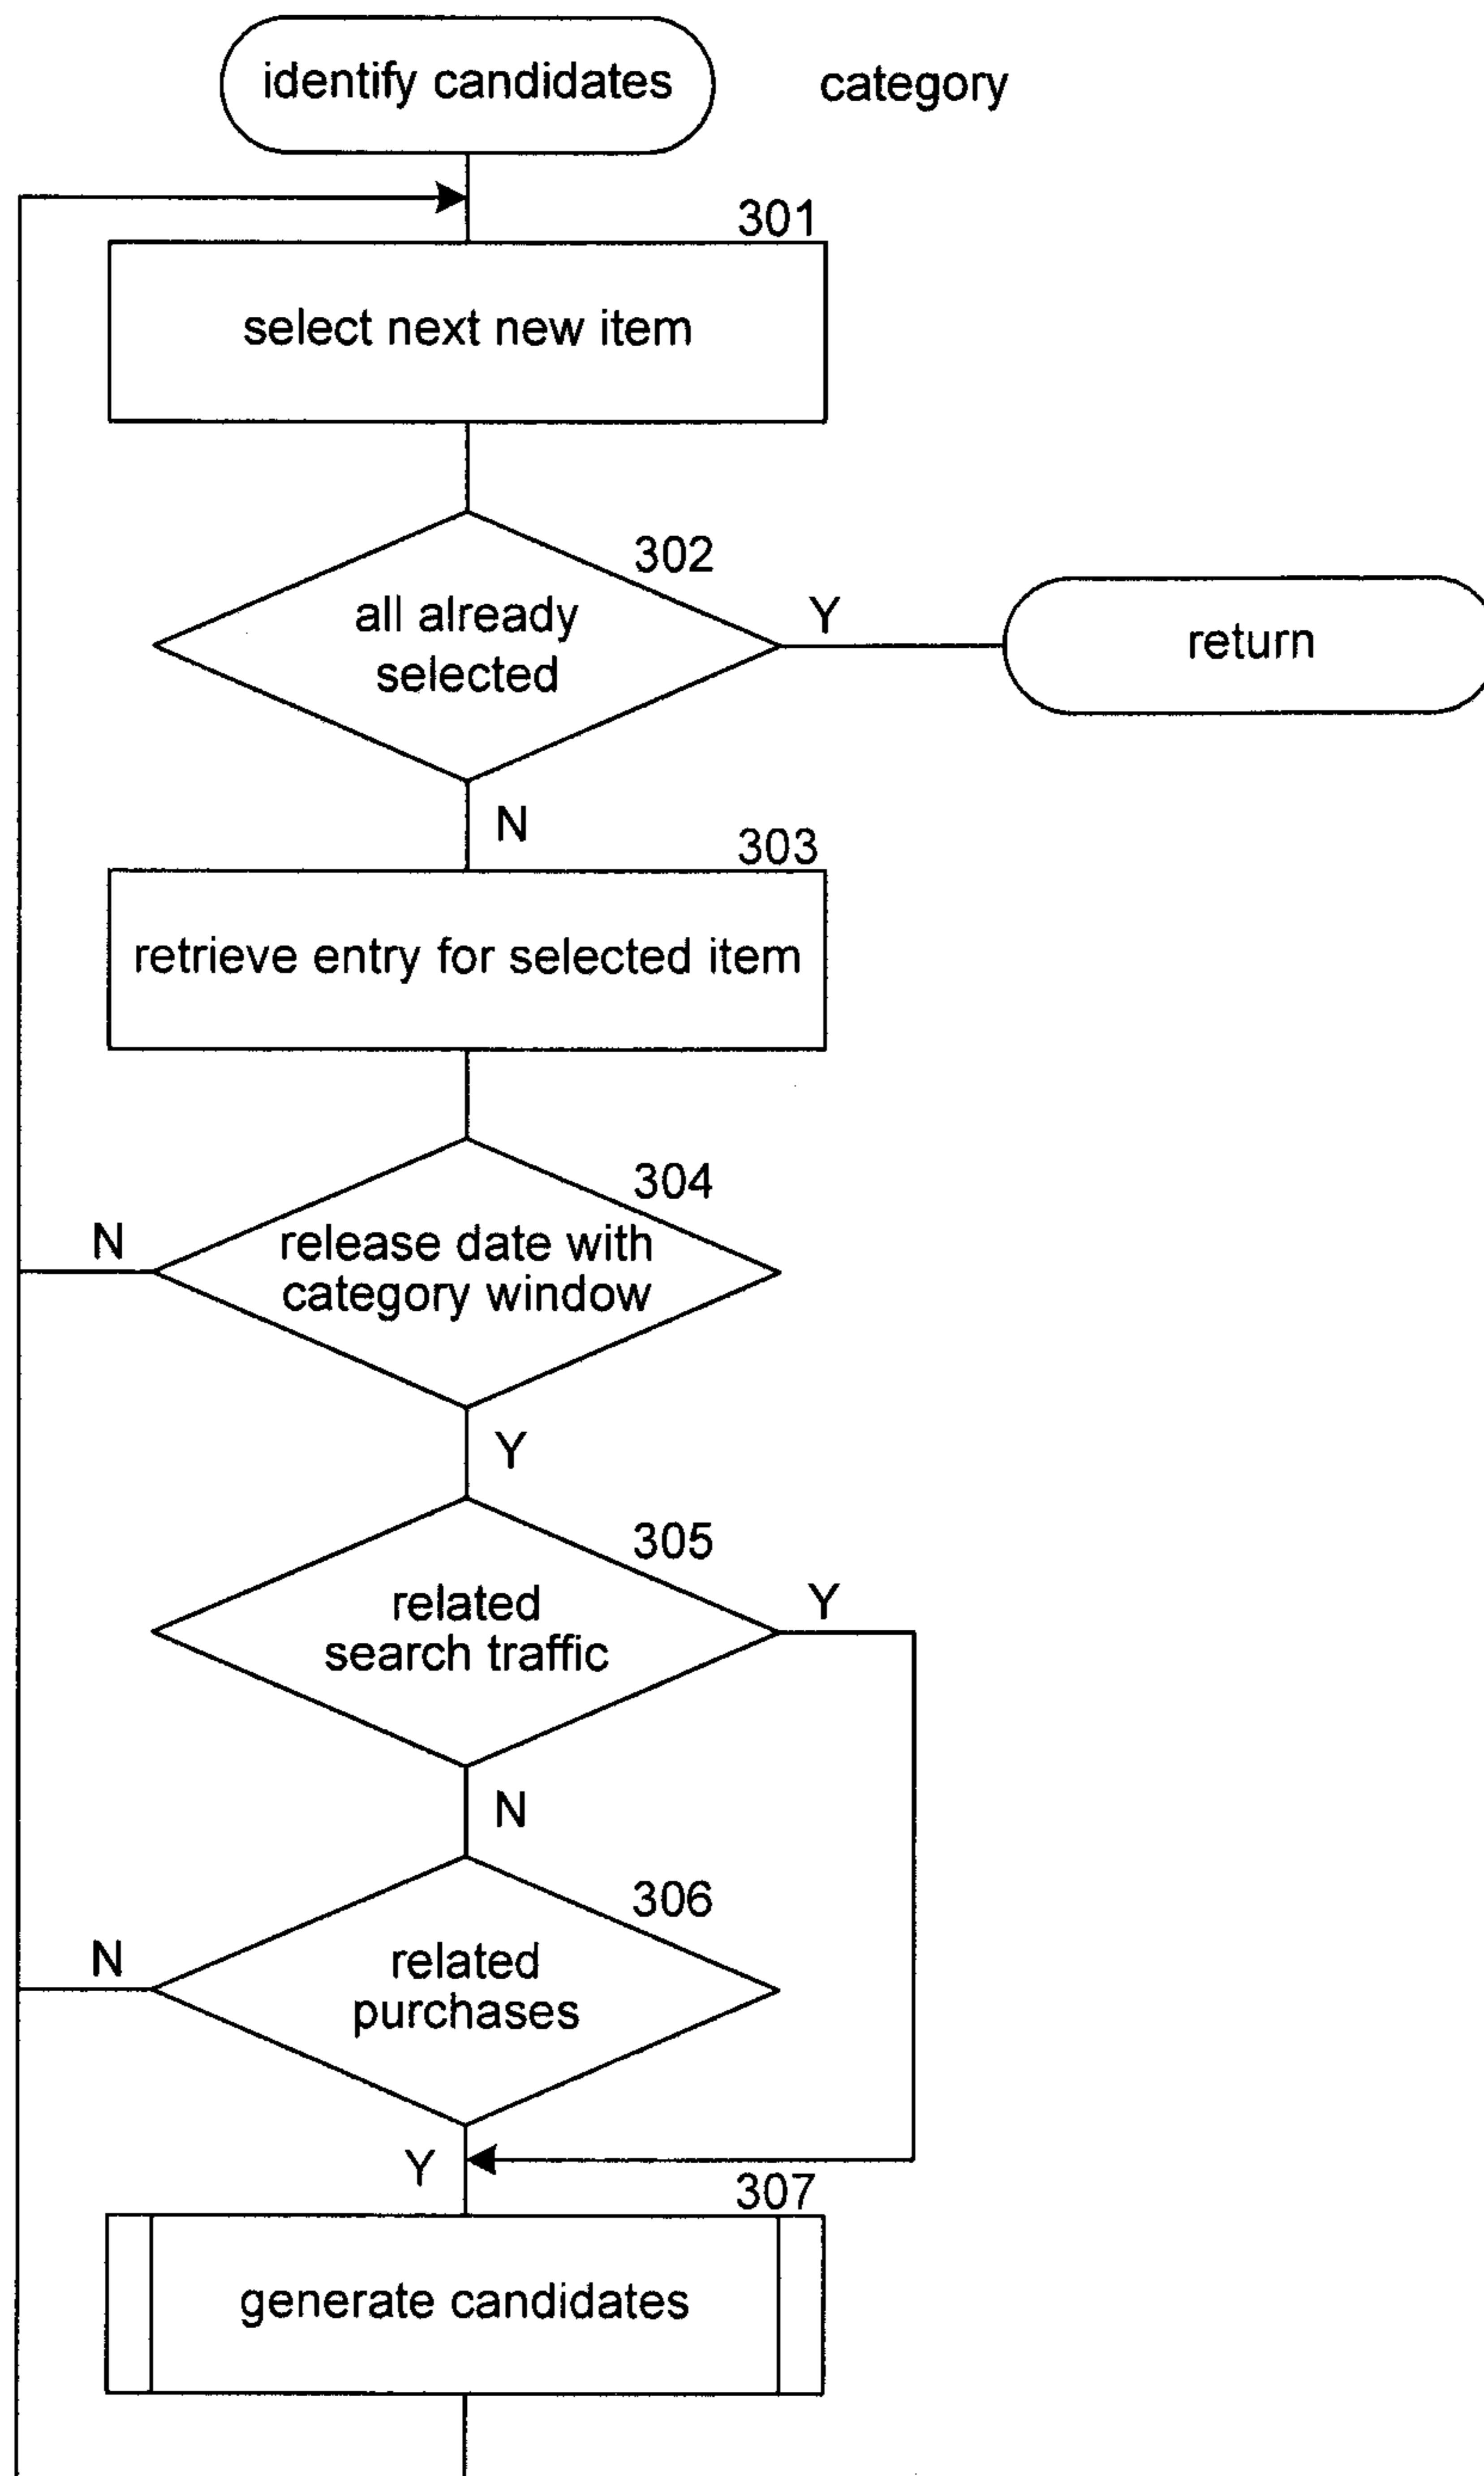 identify candidates
category
301
select next new item
302
all already
selected
Y
return
N
303
retrieve entry for selected item
304
N
release date with
category window
Y
305
related
search traffic
Y
N
306
N
related
purchases
Y
307
generate candidates